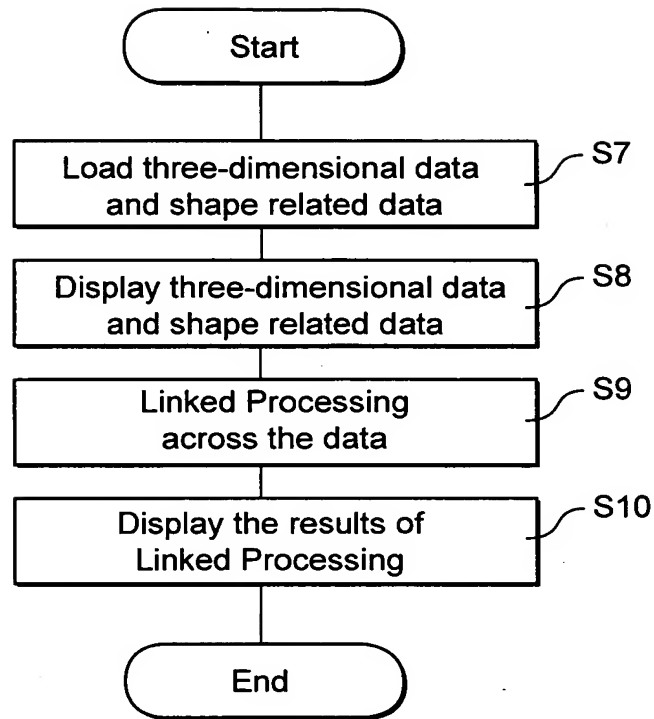 Start
Load three-dimensional data
and shape related data
S7
Display three-dimensional data
and shape related data
S8
Linked Processing
across the data
S9
Display the results of
Linked Processing
S10
End